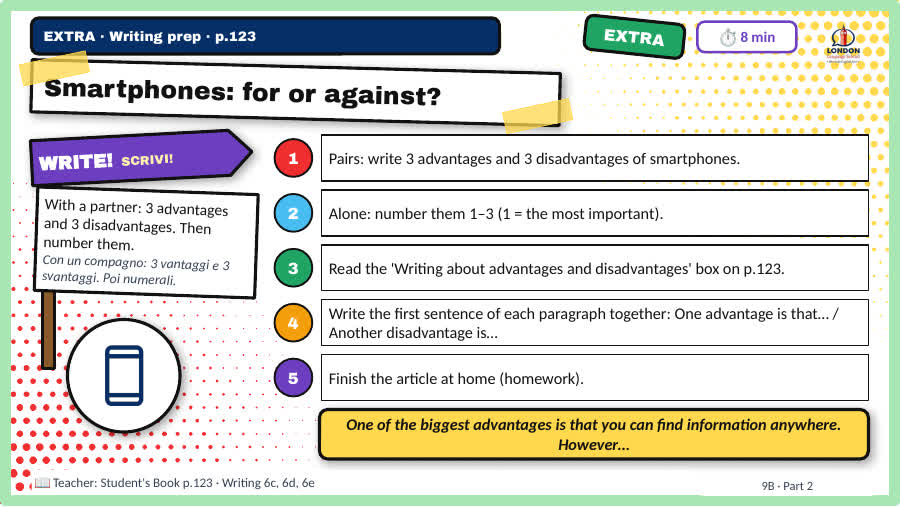 EXTRA · Writing prep · p.123
EXTRA
8 min
LONDON
Smartphones: for or against?
WRITE! SCRIVI!
With a partner: 3 advantages
and 3 disadvantages. Then
number them.
Con un compagno: 3 vantaggi e 3
svantaggi. Poi numerali.
1
Pairs: write 3 advantages and 3 disadvantages of smartphones.
2
Alone: number them 1–3 (1 = the most important).
3
Read the 'Writing about advantages and disadvantages' box on p.123.
4
Write the first sentence of each paragraph together: One advantage is that… /
Another disadvantage is…
5
Finish the article at home (homework).
One of the biggest advantages is that you can find information anywhere.
However…
Teacher: Student's Book p.123 · Writing 6c, 6d, 6e
9B · Part 2